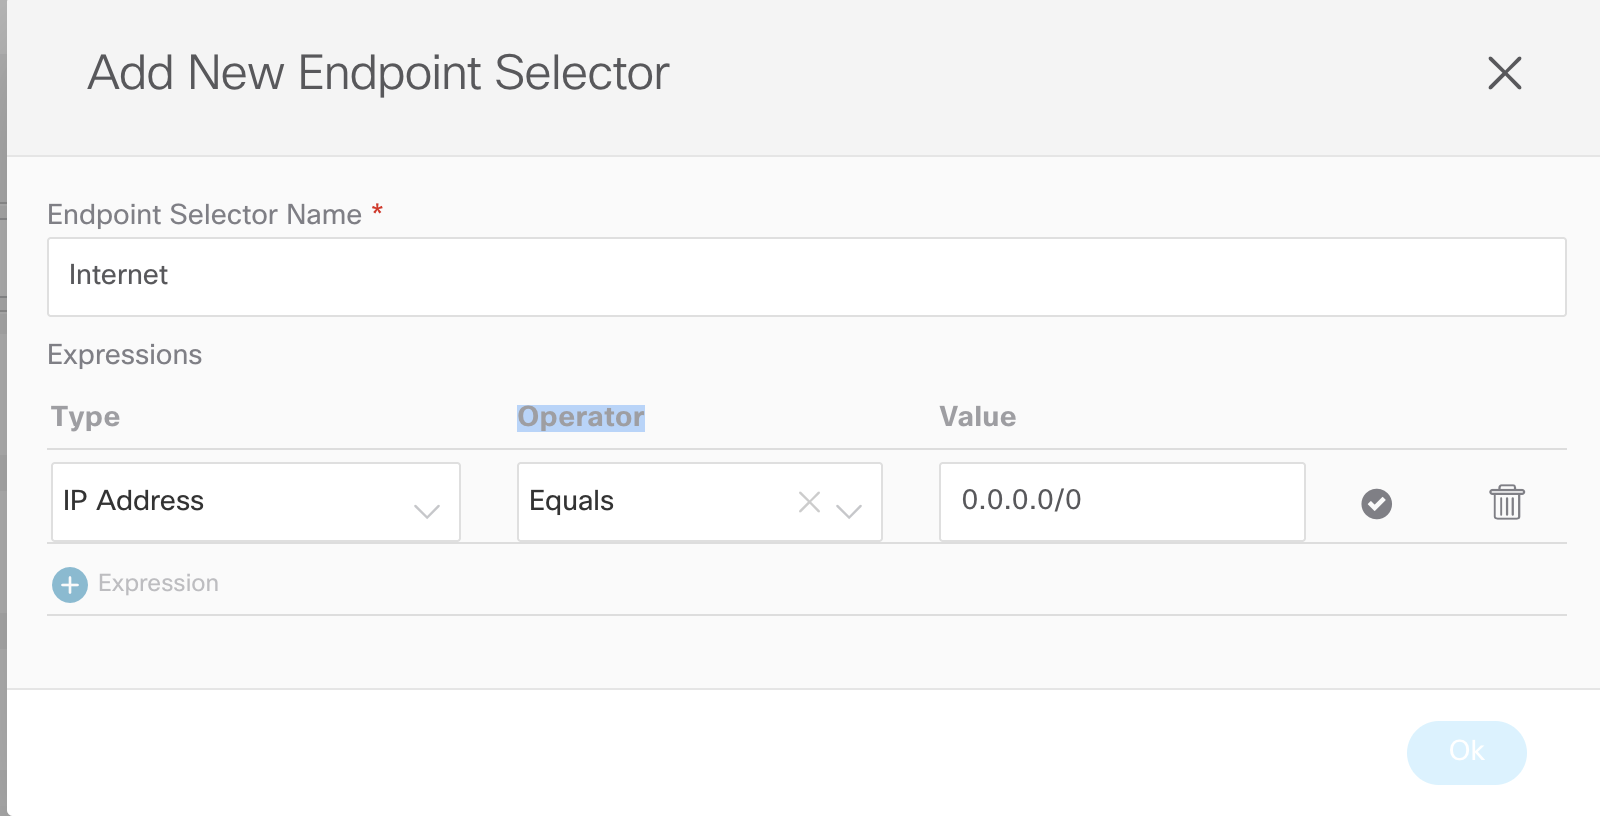 Add New Endpoint Selector
Endpoint Selector Name *
Internet
Expressions
Type Operator Value
IP Address Equals 0.0.0.0/0
Expression
Ok